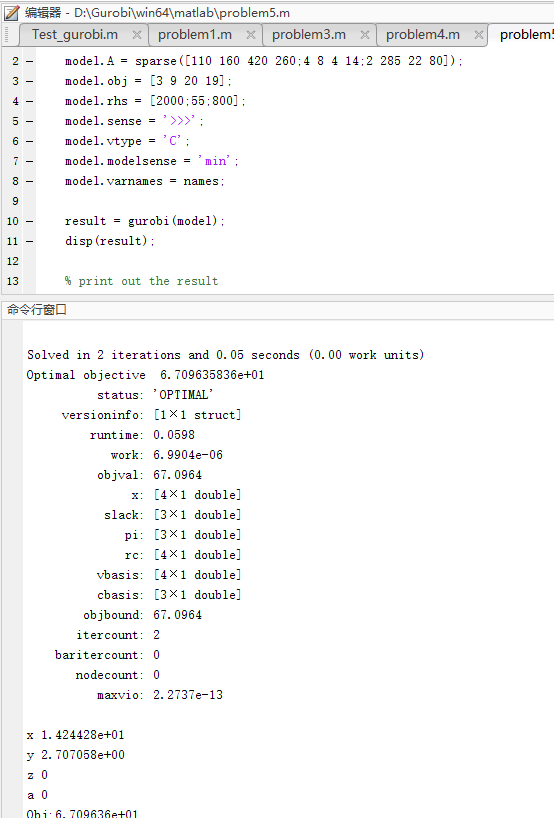 编辑器 - D:\Gurobi\win64\matlab\problem5.m
Test_gurobi.m × problem1.m × problem3.m × problem4.m × problem5
2 — model.A = sparse([110 160 420 260;4 8 4 14;2 285 22 80]);
3 — model.obj = [3 9 20 19];
4 — model.rhs = [2000;55;800];
5 — model.sense = '>>>';
6 — model.vtype = 'C';
7 — model.modelsense = 'min';
8 — model.varnames = names;
9
10 — result = gurobi(model);
11 — disp(result);
12
13 % print out the result
命令行窗口
Solved in 2 iterations and 0.05 seconds (0.00 work units)
Optimal objective  6.709635836e+01
status: 'OPTIMAL'
versioninfo: [1×1 struct]
runtime: 0.0598
work: 6.9904e-06
objval: 67.0964
x: [4×1 double]
slack: [3×1 double]
pi: [3×1 double]
rc: [4×1 double]
vbasis: [4×1 double]
cbasis: [3×1 double]
objbound: 67.0964
itercount: 2
baritercount: 0
nodecount: 0
maxvio: 2.2737e-13
x 1.424428e+01
y 2.707058e+00
z 0
a 0
Obj:6.709636e+01